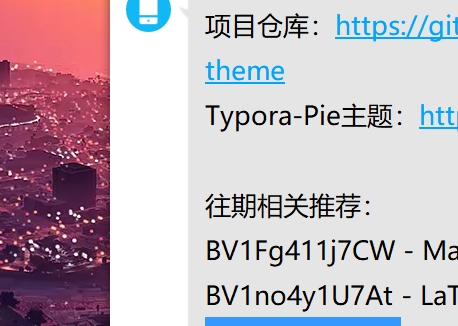 项目仓库：https://git
theme
Typora-Pie主题：http
往期相关推荐：
BV1Fg411j7CW - Ma
BV1no4y1U7At - LaT